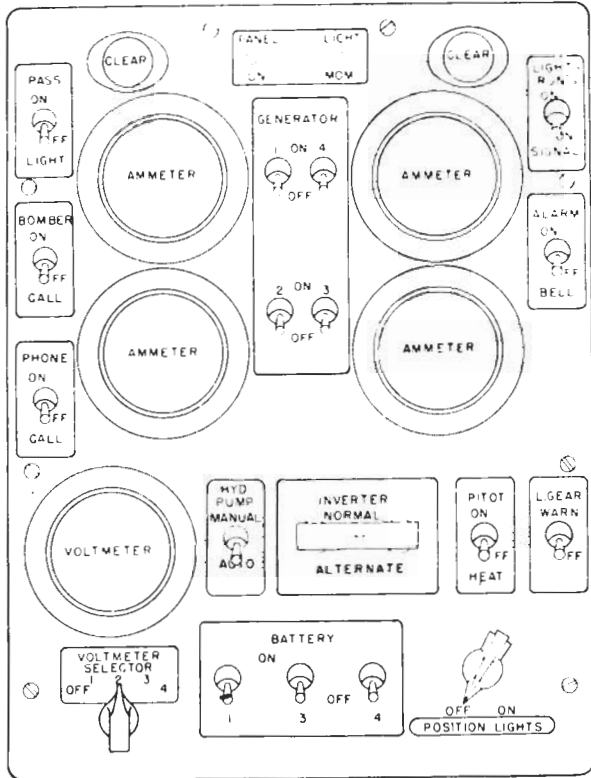 CLEAR
PANEL LIGHT
ON MOM
CLEAR
PASS
ON
OFF
LIGHT
GENERATOR
1 ON 4
OFF
2 ON 3
OFF
AMMETER
AMMETER
AMMETER
AMMETER
ON
ON
SIGNAL
BOMBER
ON
OFF
CALL
ALARM
ON
OFF
BELL
PHONE
ON
OFF
CALL
VOLTMETER
HYD
PUMP
MANUAL
AUTO
INVERTER
NORMAL
ALTERNATE
PITOT
ON
OFF
HEAT
L.GEAR
WARN
OFF
VOLTMETER
SELECTOR
OFF 1 2 3 4
BATTERY
ON
OFF
1 3 4
OFF ON
POSITION LIGHTS